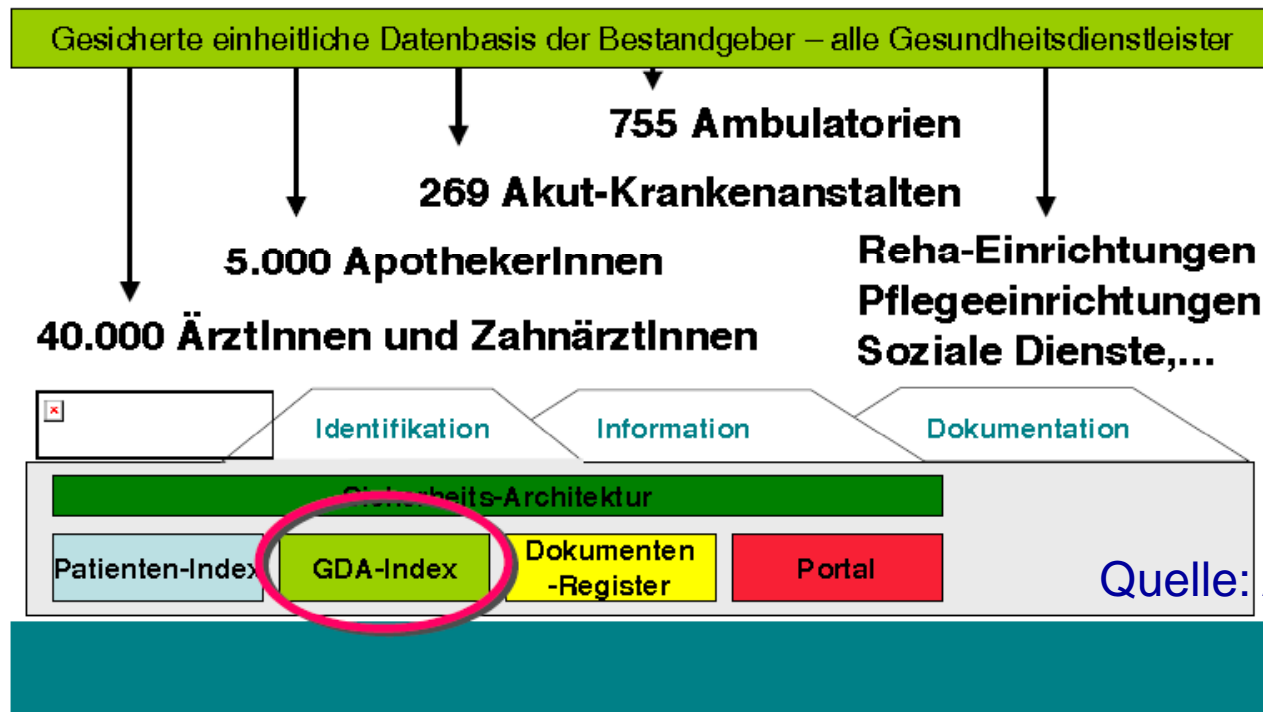 Gesicherte einheitliche Datenbasis der Bestandgeber – alle Gesundheitsdienstleister
755 Ambulatorien
269 Akut-Krankenanstalten
5.000 ApothekerInnen
40.000 ÄrztInnen und ZahnärztInnen
Reha-Einrichtungen
Pflegeeinrichtungen
Soziale Dienste,...
Identifikation
Information
Dokumentation
Sicherheits-Architektur
Patienten-Index
GDA-Index
Dokumenten
-Register
Portal
Quelle: